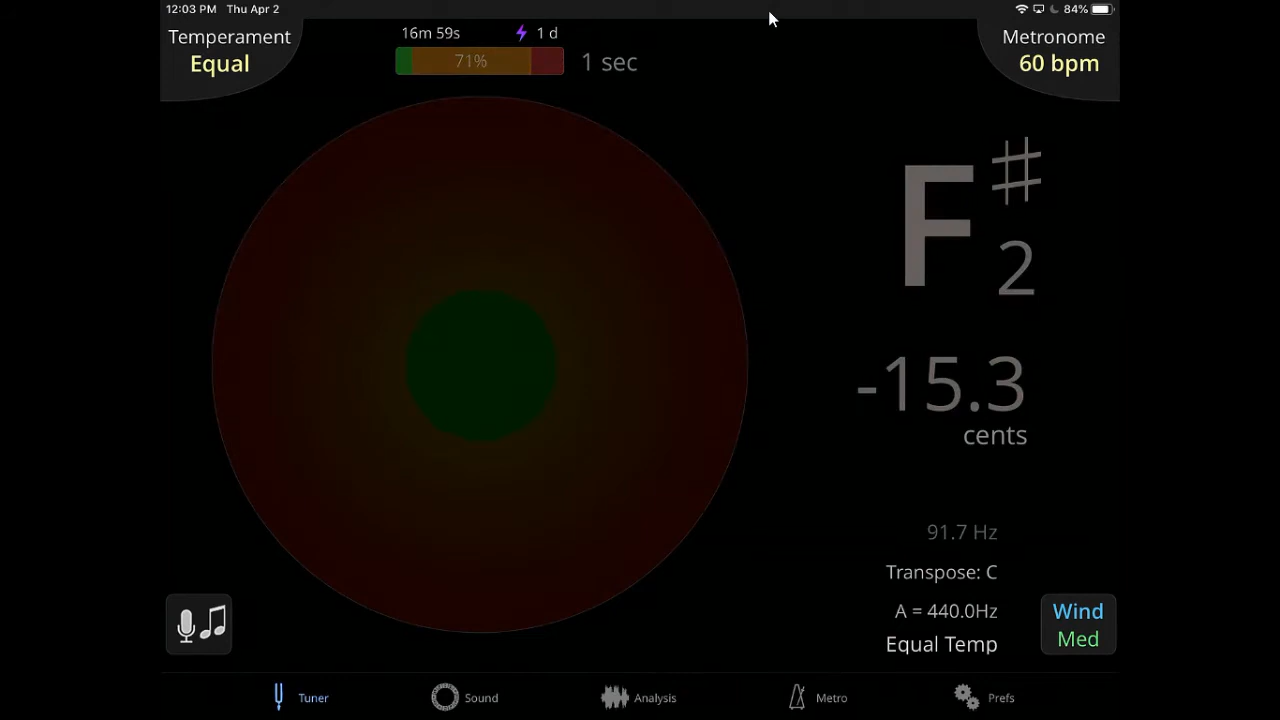 12:03 PM Thu Apr 2
84%
Temperament
Equal
16m 59s
1 d
71%
1 sec
Metronome
60 bpm
F♯2
-15.3
cents
91.7 Hz
Transpose: C
A = 440.0Hz
Equal Temp
Wind
Med
Tuner
Sound
Analysis
Metro
Prefs